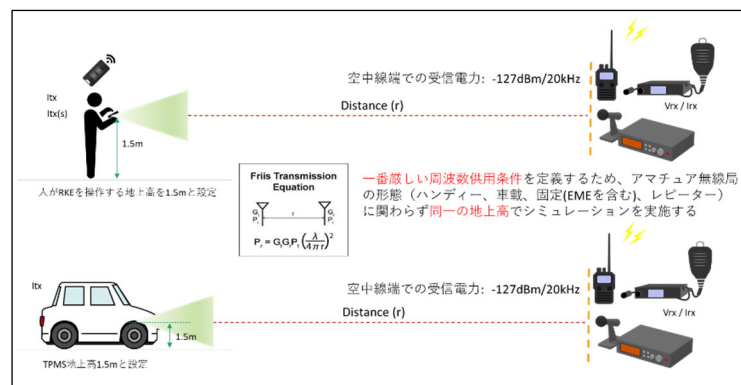 空中線端での受信電力: -127dBm/20kHz
Itx
Itx(s)
Distance (r)
Vrx / Irx
1.5m
人がRKEを操作する地上高を1.5mと設定
Friis Transmission
Equation
Gt
Pt
r
Gr
Pr
Pr = GtGrPt(λ/4πr)²
一番厳しい周波数供用条件を定義するため、アマチュア無線局
の形態（ハンディー、車載、固定(EMEを含む)、レピーター）
に関わらず同一の地上高でシミュレーションを実施する
Itx
空中線端での受信電力: -127dBm/20kHz
Distance (r)
Vrx / Irx
1.5m
TPMS地上高1.5mと設定